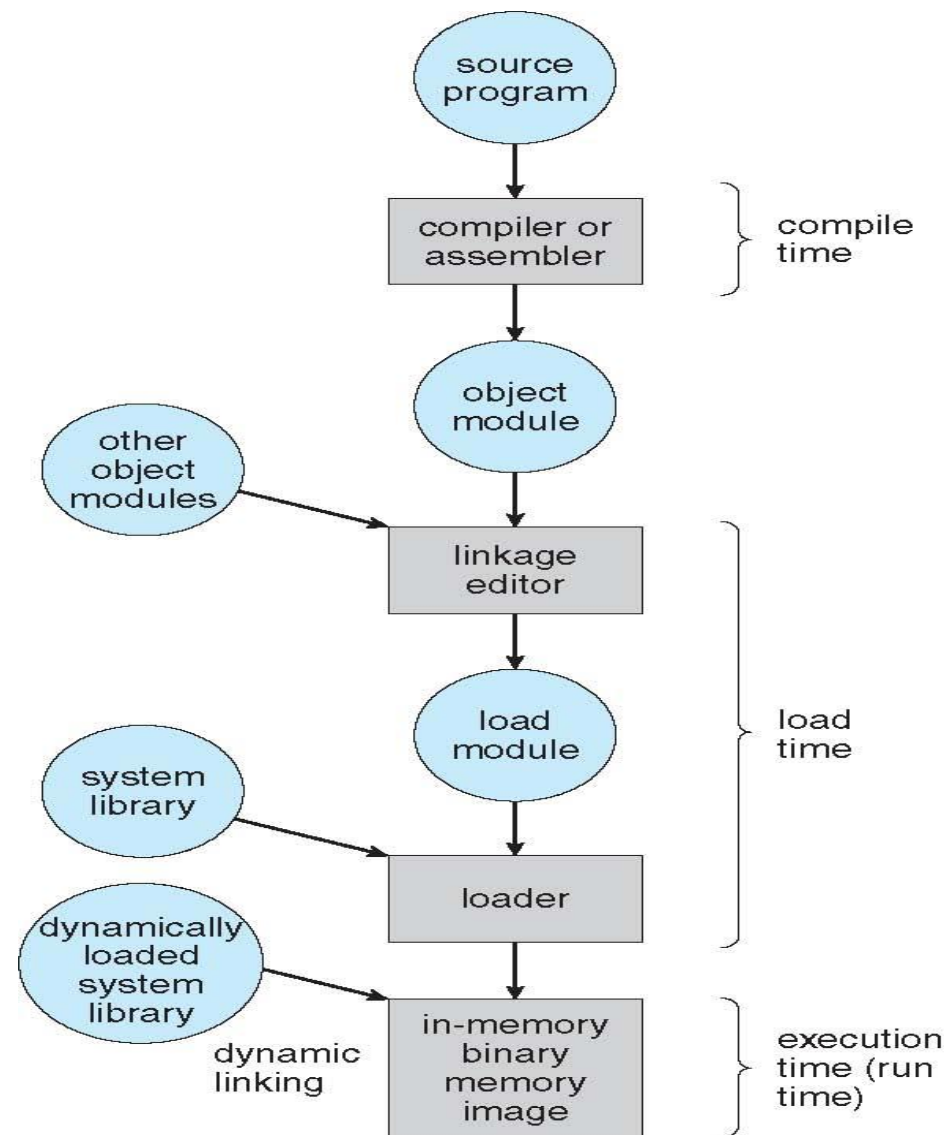 source
program
compiler or
assembler
compile
time
object
module
other
object
modules
linkage
editor
load
module
load
time
system
library
loader
dynamically
loaded
system
library
dynamic
linking
in-memory
binary
memory
image
execution
time (run
time)